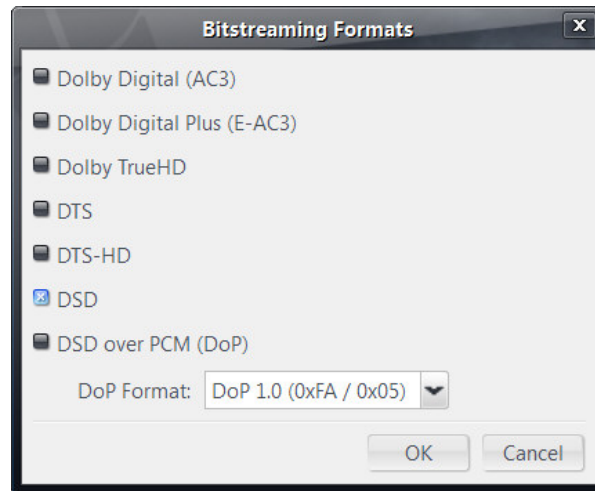 Bitstreaming Formats
Dolby Digital (AC3)
Dolby Digital Plus (E-AC3)
Dolby TrueHD
DTS
DTS-HD
DSD
DSD over PCM (DoP)
DoP Format: DoP 1.0 (0xFA / 0x05)
OK Cancel